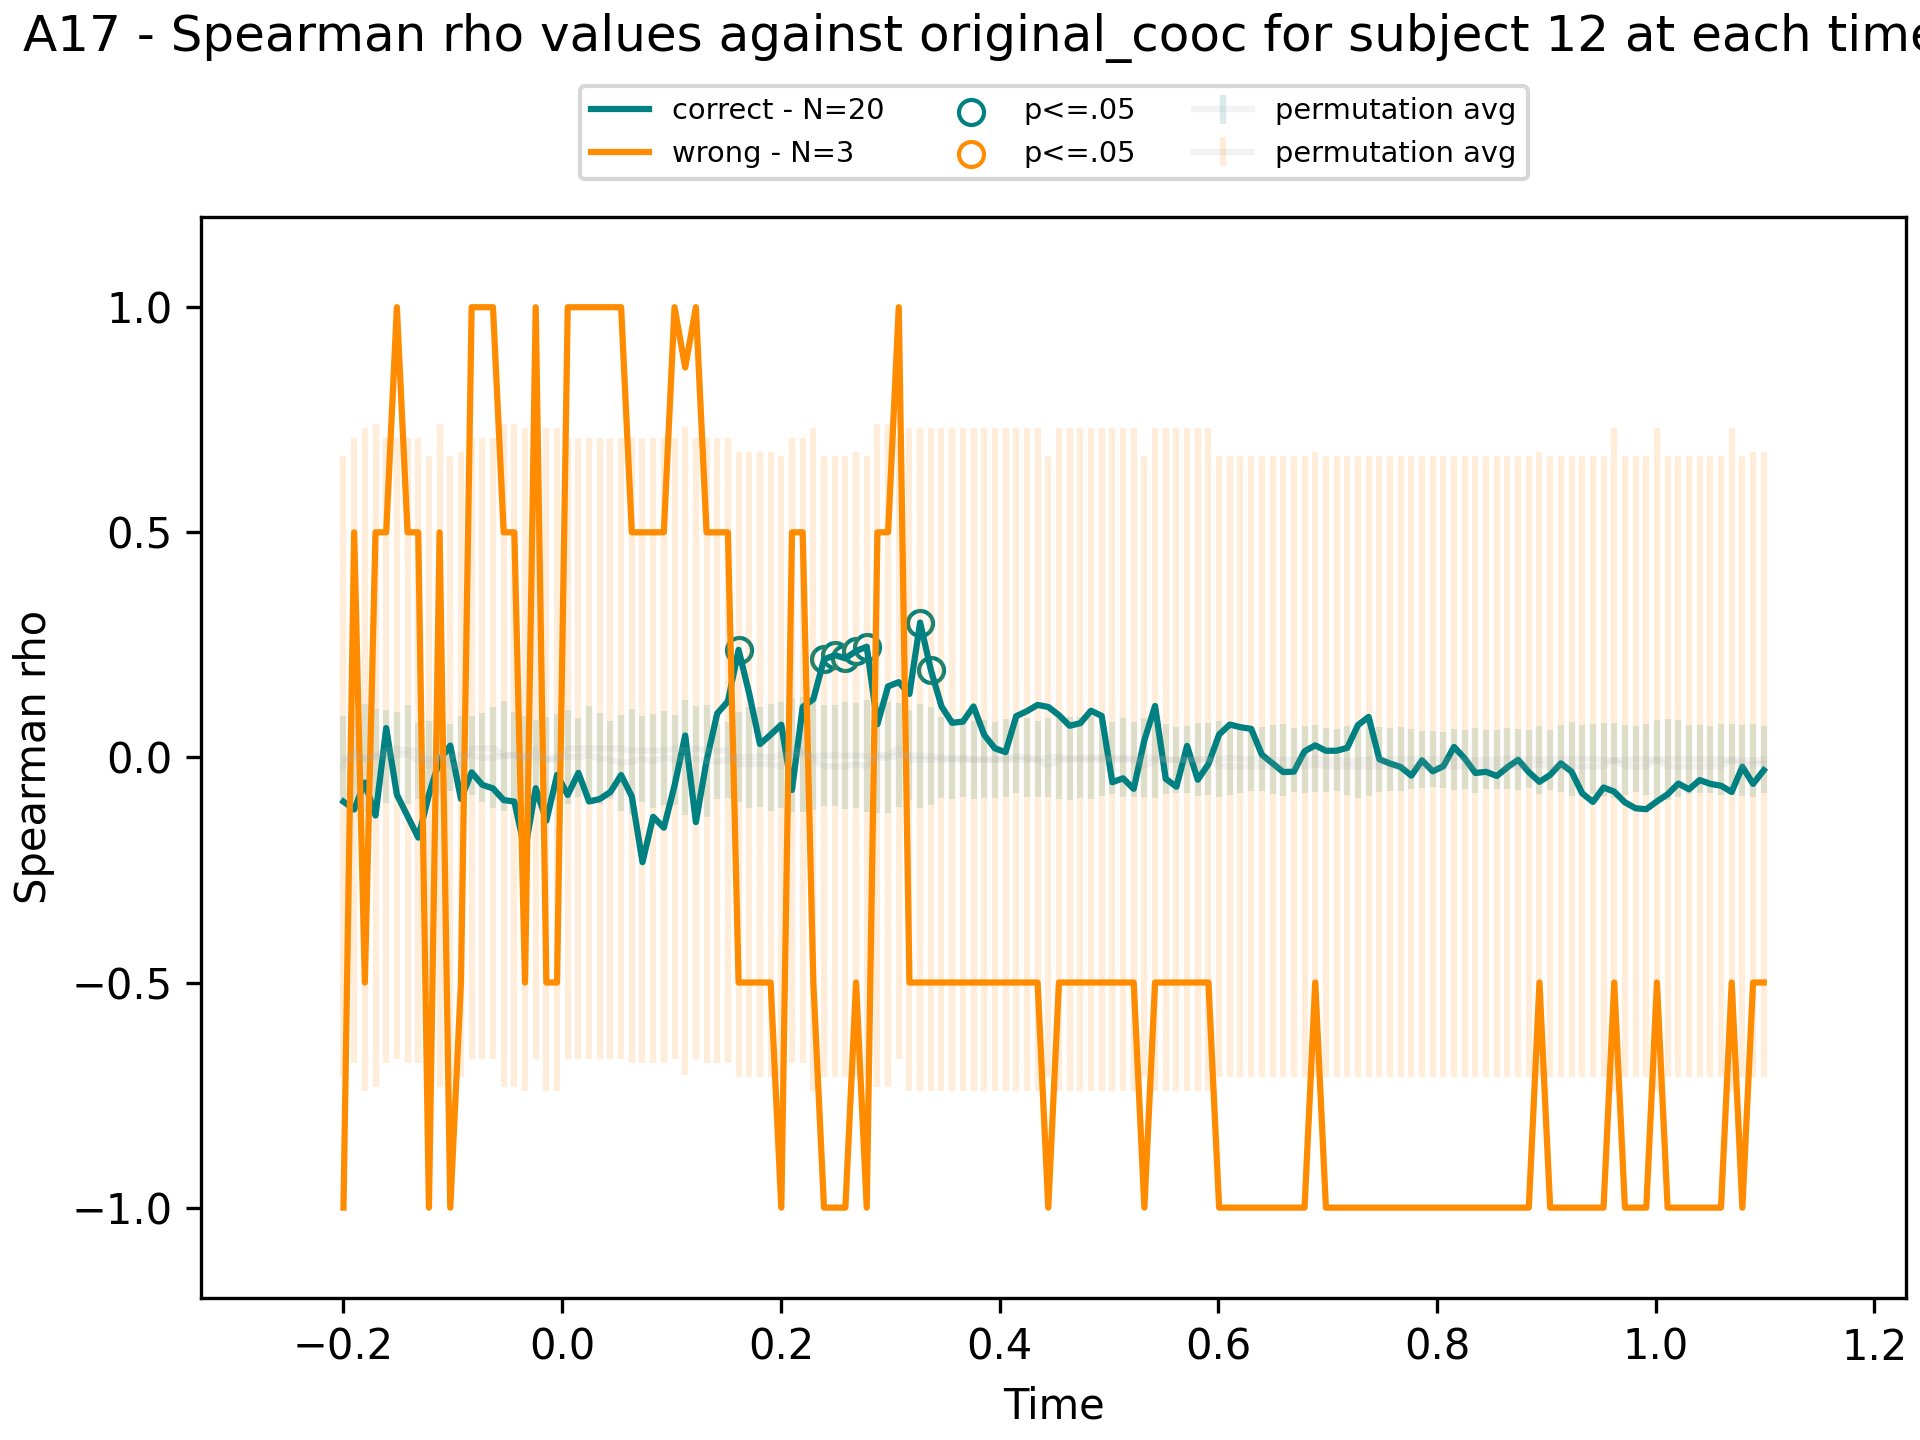 A17 - Spearman rho values against original_cooc for subject 12 at each time
correct - N=20
wrong - N=3
p<=.05
p<=.05
permutation avg
permutation avg
Spearman rho
1.0
0.5
0.0
−0.5
−1.0
−0.2
0.0
0.2
0.4
0.6
0.8
1.0
1.2
Time